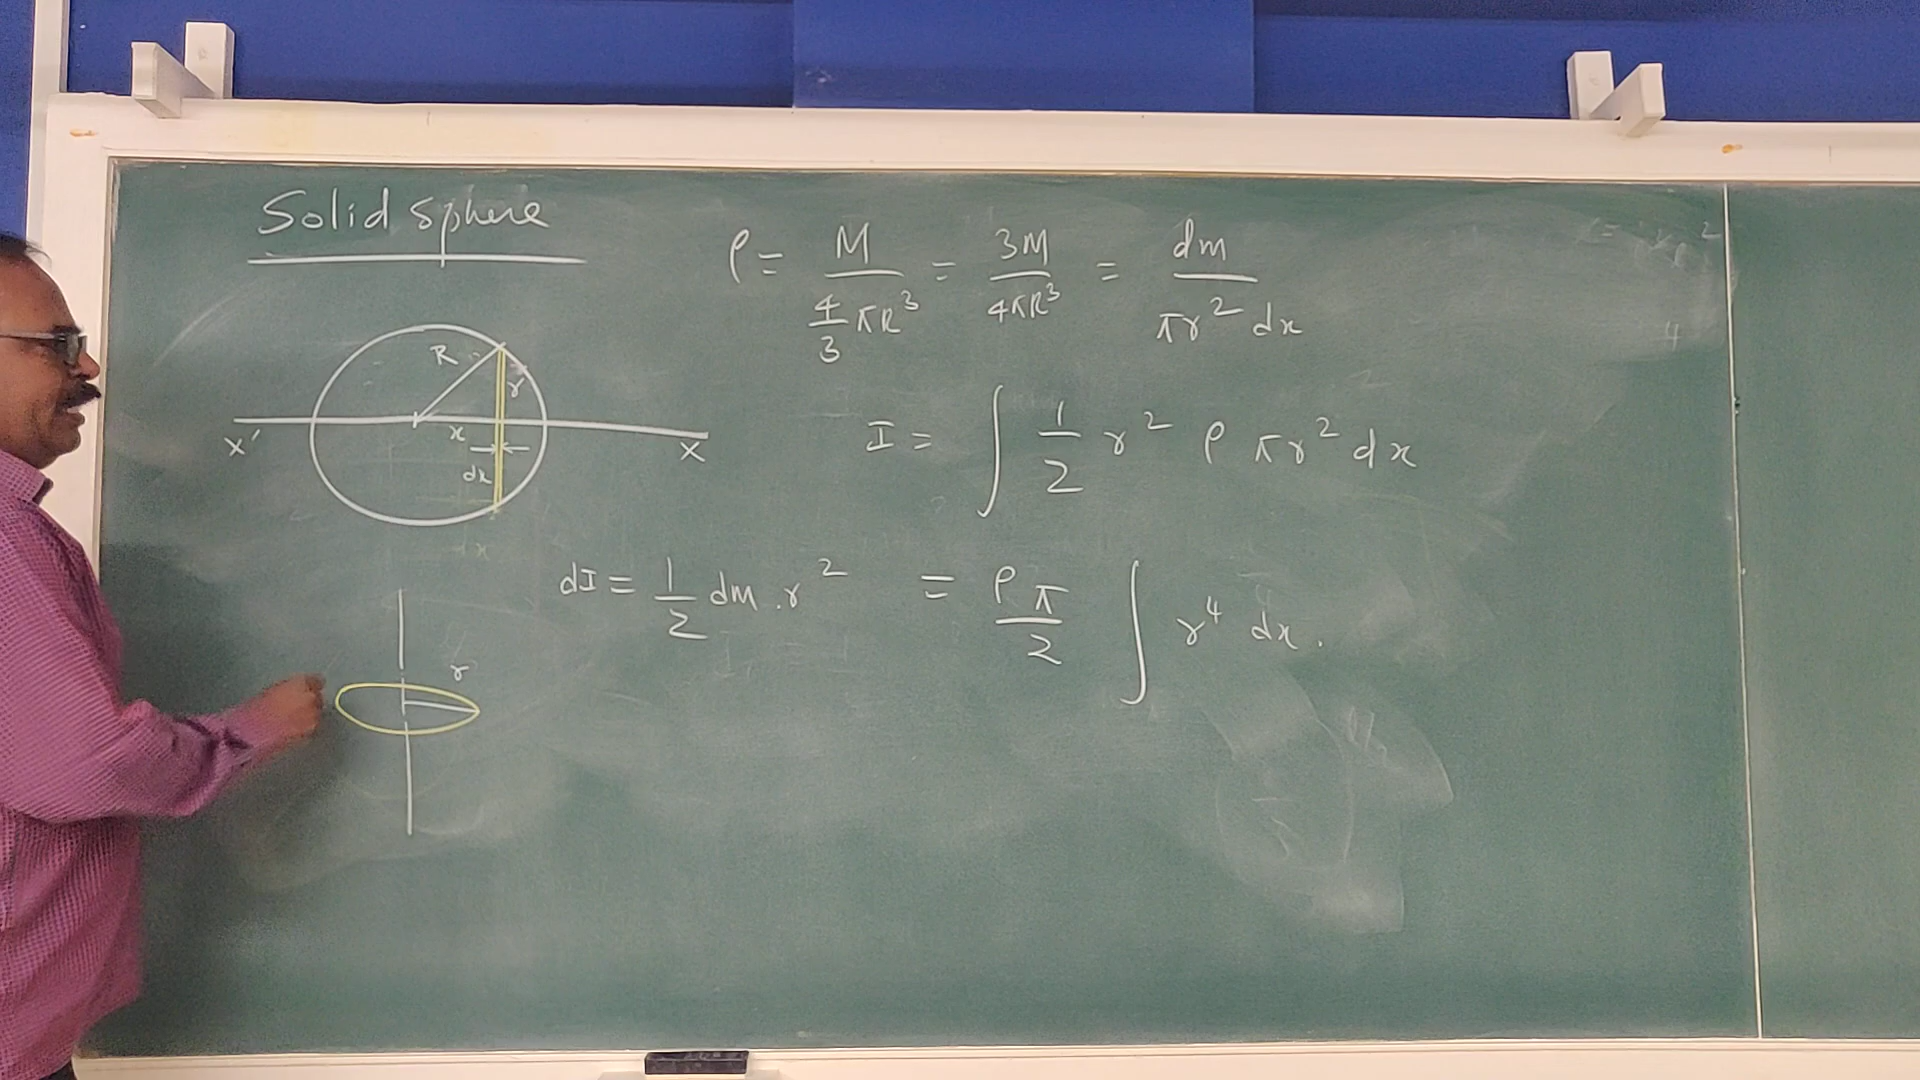 Solid Sphere
ρ = M / (4/3 πR³) = 3M / 4πR³ = dm / πr² dx
R
r
x' x X
dx
I = ∫ 1/2 r² ρ πr² dx
dI = 1/2 dm . r² = ρπ/2 ∫ r⁴ dx.
r